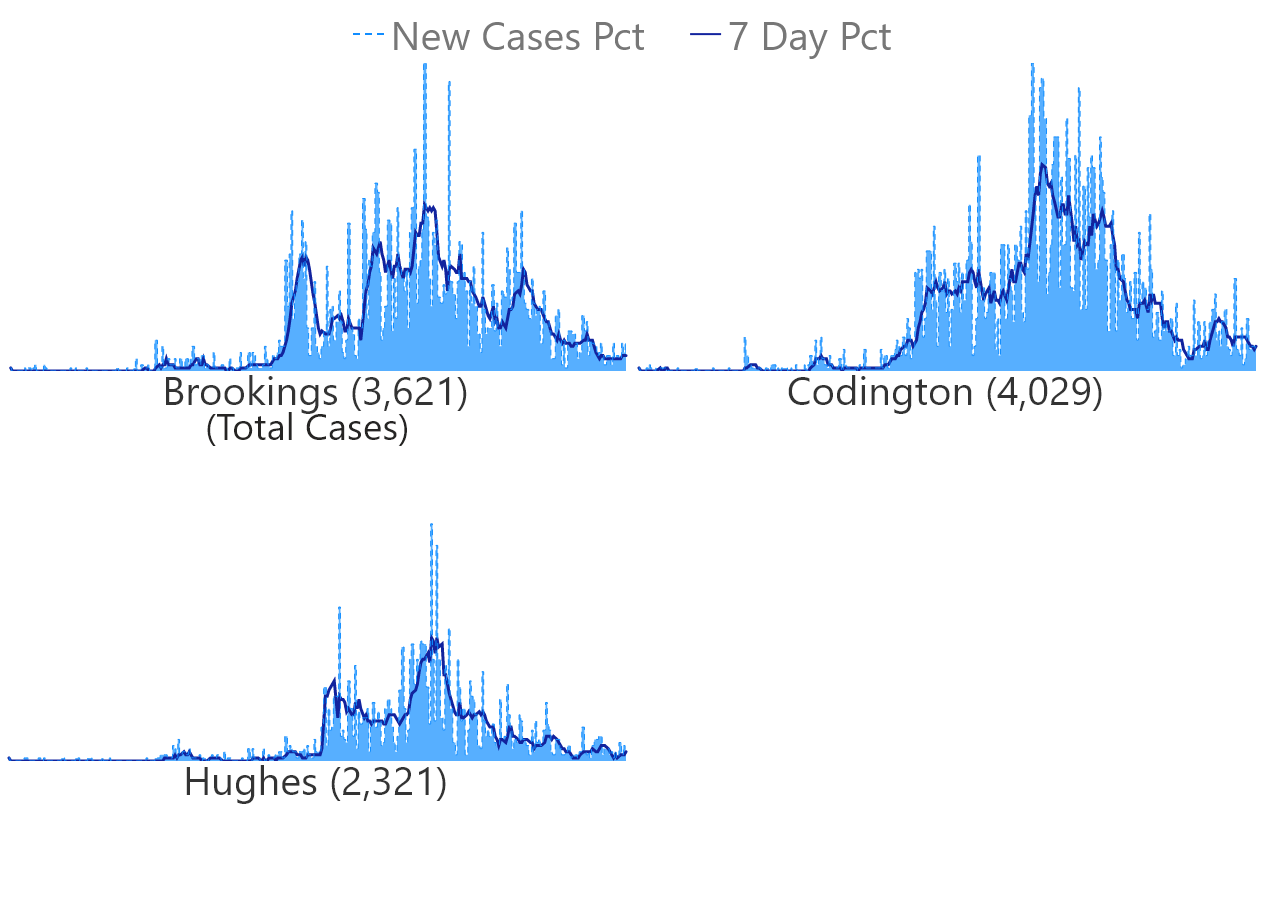 New Cases Pct 7 Day Pct
Brookings (3,621)
(Total Cases)
Codington (4,029)
Hughes (2,321)